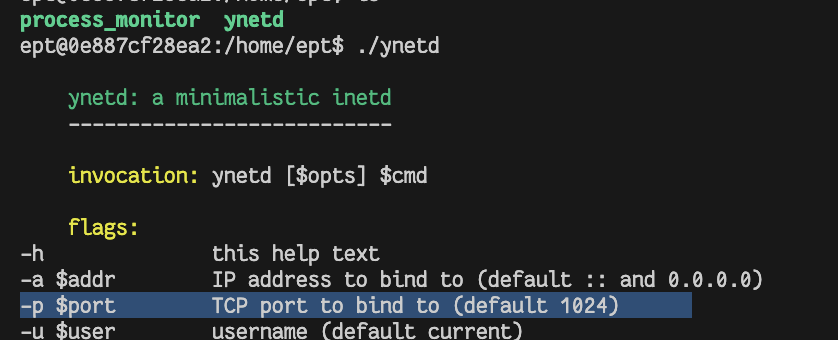 process_monitor ynetd
ept@0e887cf28ea2:/home/ept$ ./ynetd
ynetd: a minimalistic inetd
---------------------------
invocation: ynetd [$opts] $cmd
flags:
-h this help text
-a $addr IP address to bind to (default :: and 0.0.0.0)
-p $port TCP port to bind to (default 1024)
-u $user username (default current)